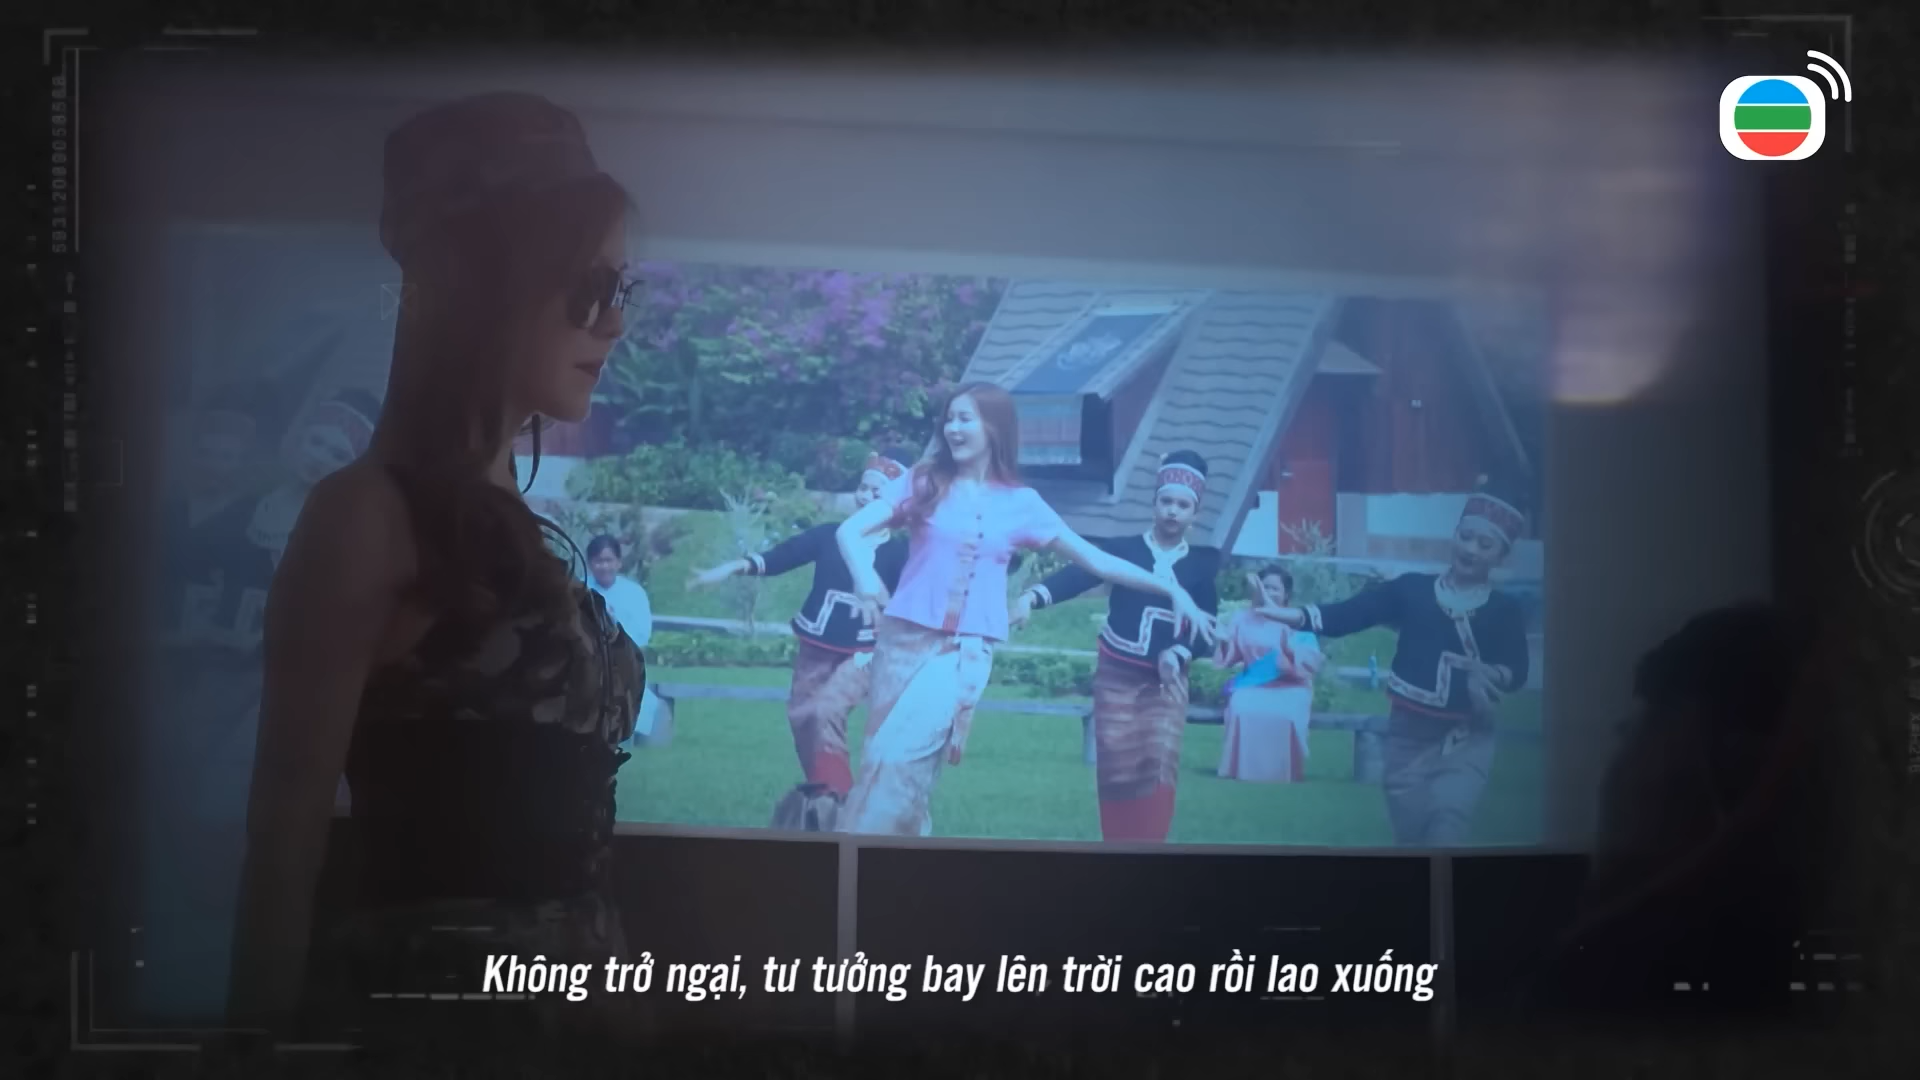 Không trở ngại, tư tưởng bay lên trời cao rồi lao xuống